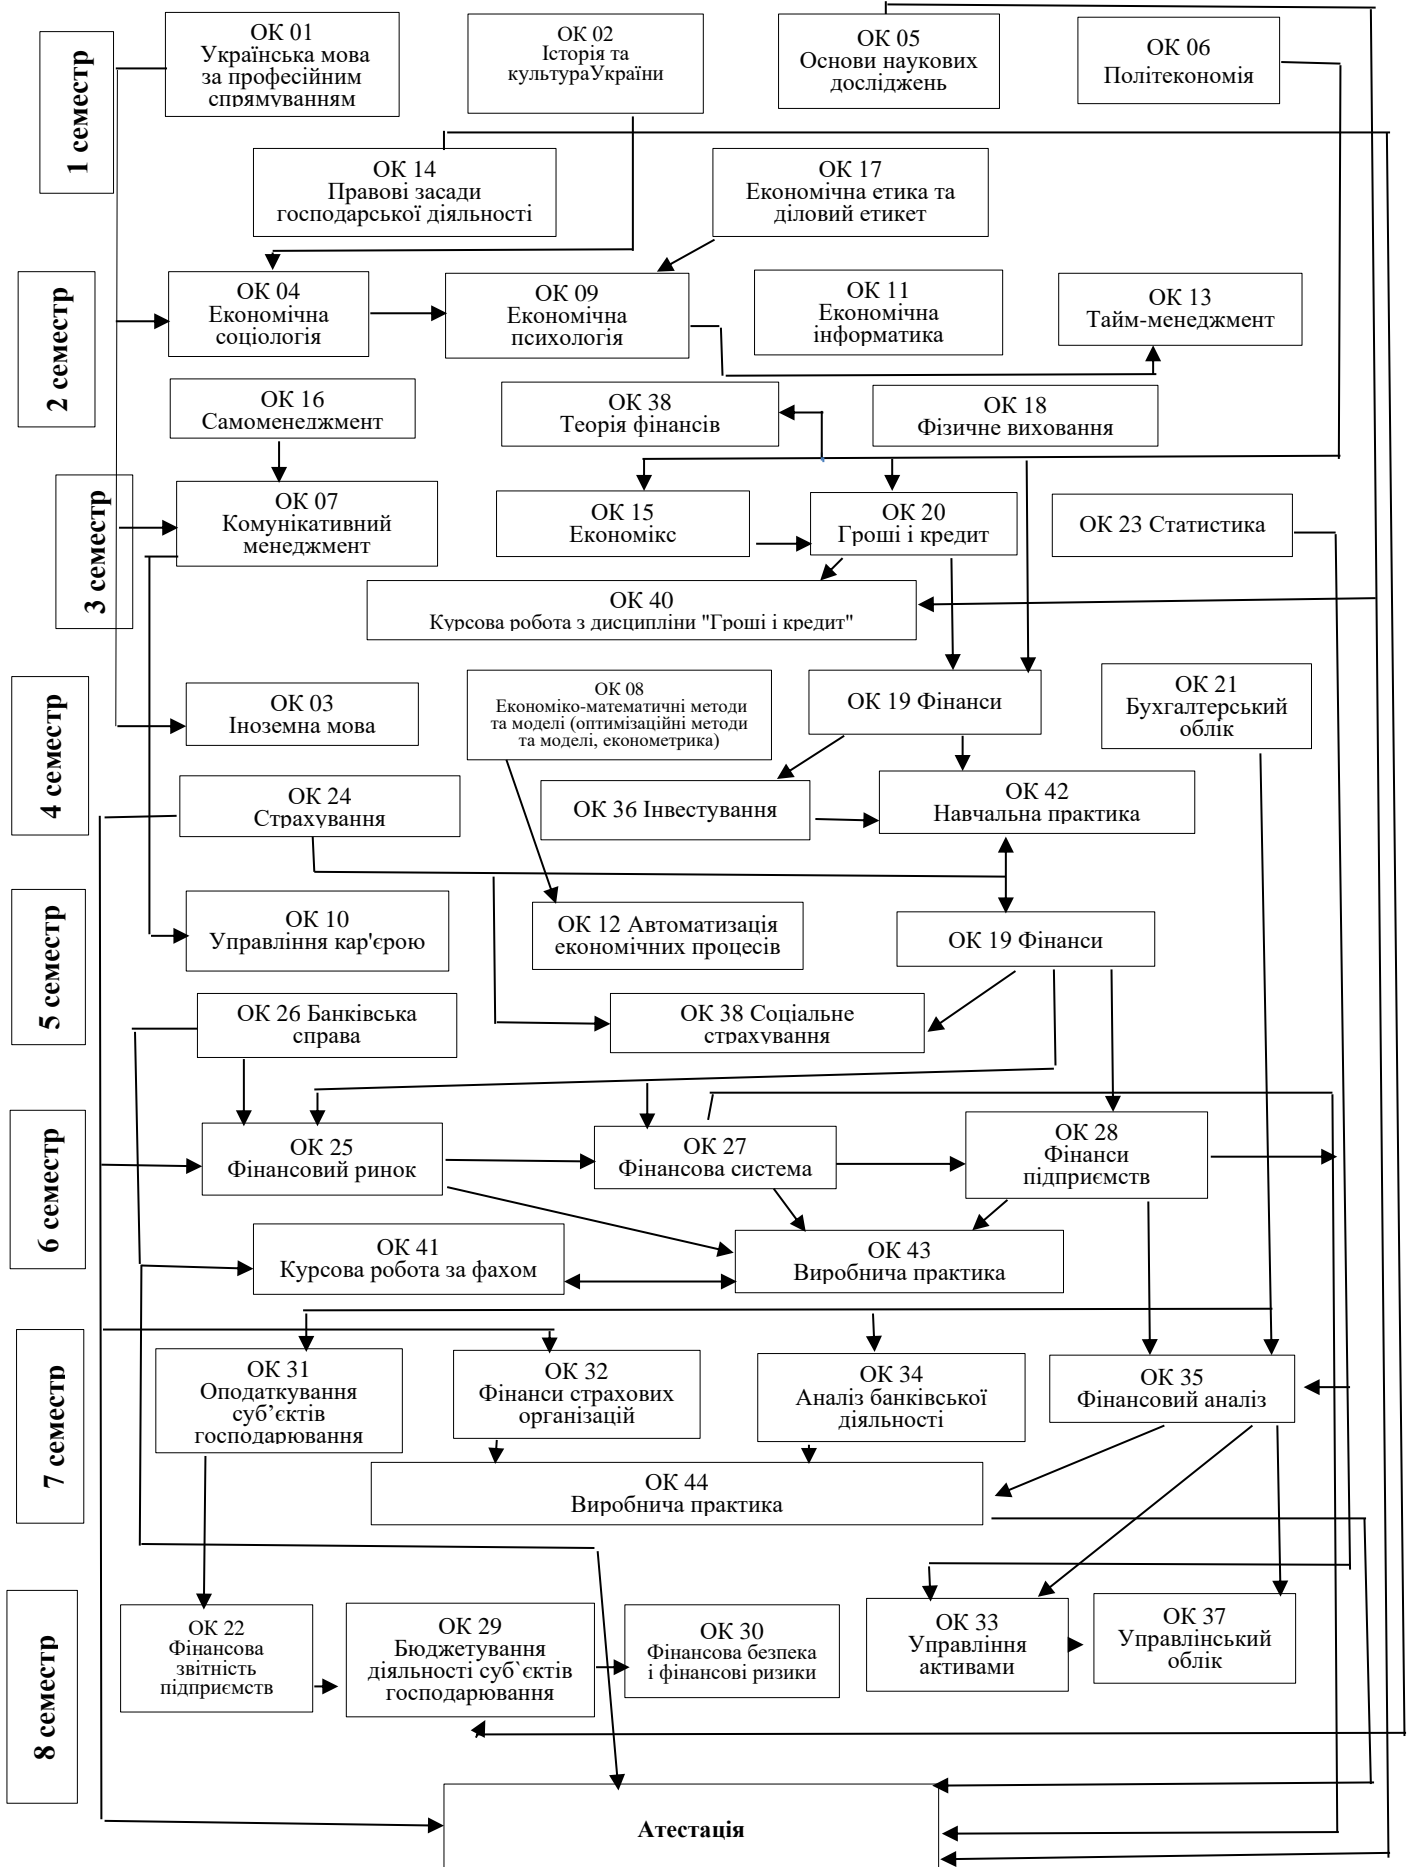 1 семестр
ОК 01
Українська мова
за професійним
спрямуванням
ОК 02
Історія та
культураУкраїни
ОК 05
Основи наукових
досліджень
ОК 06
Політекономія
ОК 14
Правові засади
господарської діяльності
ОК 17
Економічна етика та
діловий етикет
2 семестр
ОК 04
Економічна
соціологія
ОК 09
Економічна
психологія
ОК 11
Економічна
інформатика
ОК 13
Тайм-менеджмент
ОК 16
Самоменеджмент
ОК 38
Теорія фінансів
ОК 18
Фізичне виховання
3 семестр
ОК 07
Комунікативний
менеджмент
ОК 15
Економікс
ОК 20
Гроші і кредит
ОК 23 Статистика
ОК 40
Курсова робота з дисципліни "Гроші і кредит"
4 семестр
ОК 03
Іноземна мова
ОК 08
Економіко-математичні методи
та моделі (оптимізаційні методи
та моделі, економетрика)
ОК 19 Фінанси
ОК 21
Бухгалтерський
облік
ОК 24
Страхування
ОК 36 Інвестування
ОК 42
Навчальна практика
5 семестр
ОК 10
Управління кар'єрою
ОК 12 Автоматизація
економічних процесів
ОК 19 Фінанси
ОК 26 Банківська
справа
ОК 38 Соціальне
страхування
6 семестр
ОК 25
Фінансовий ринок
ОК 27
Фінансова система
ОК 28
Фінанси
підприємств
ОК 41
Курсова робота за фахом
ОК 43
Виробнича практика
7 семестр
ОК 31
Оподаткування
суб’єктів
господарювання
ОК 32
Фінанси страхових
організацій
ОК 34
Аналіз банківської
діяльності
ОК 35
Фінансовий аналіз
ОК 44
Виробнича практика
8 семестр
ОК 22
Фінансова
звітність
підприємств
ОК 29
Бюджетування
діяльності суб`єктів
господарювання
ОК 30
Фінансова безпека
і фінансові ризики
ОК 33
Управління
активами
ОК 37
Управлінський
облік
Атестація